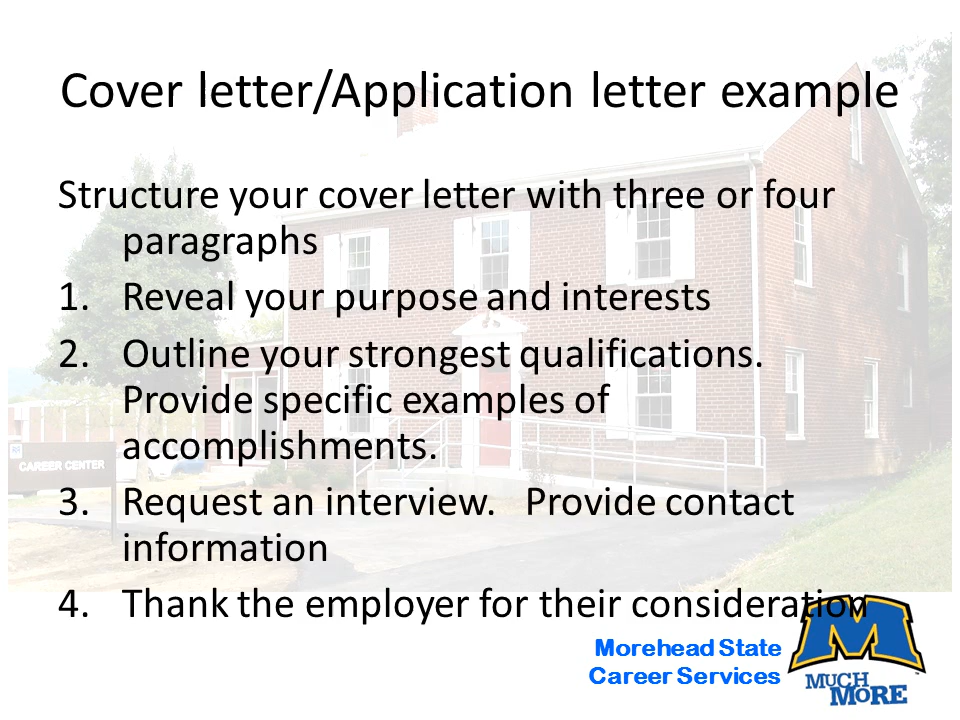 Cover letter/Application letter example
Structure your cover letter with three or four
paragraphs
1. Reveal your purpose and interests
2. Outline your strongest qualifications.
Provide specific examples of
accomplishments.
CAREER CENTER
3. Request an interview. Provide contact
information
4. Thank the employer for their consideration
Morehead State
Career Services
M
MUCH
MORE